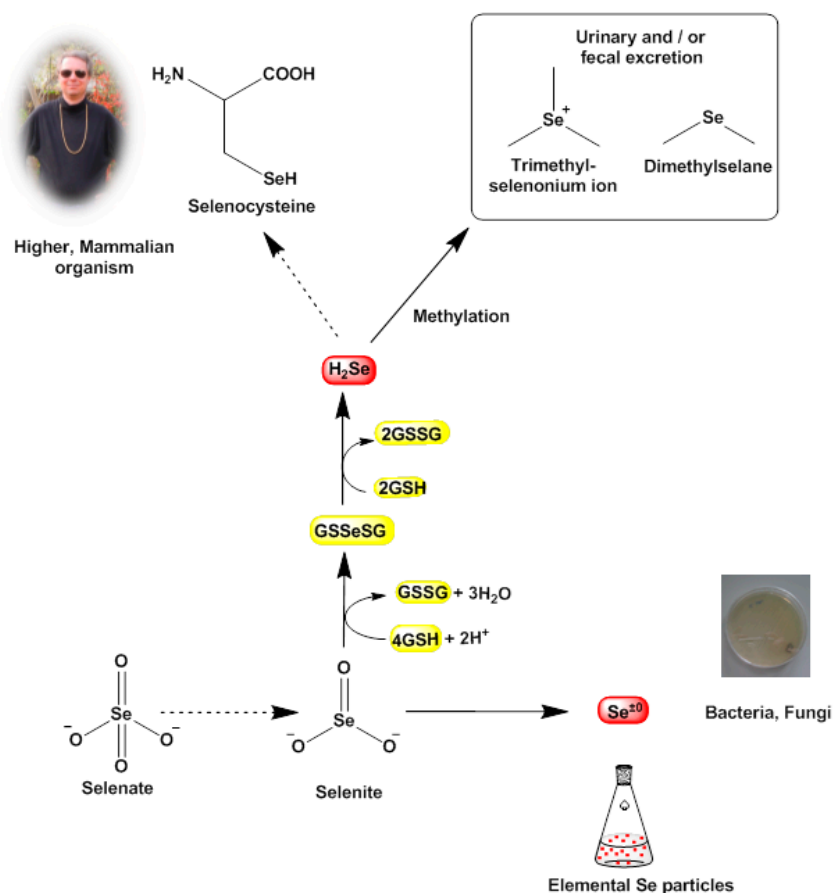 Urinary and / or
fecal excretion
H₂N
COOH
SeH
Selenocysteine
Se⁺
Trimethyl-
selenonium ion
Se
Dimethylselane
Higher, Mammalian
organism
Methylation
H₂Se
2GSSG
2GSH
GSSeSG
GSSG + 3H₂O
4GSH + 2H⁺
O
Se
O⁻
O⁻
O
Selenate
O
Se
O⁻
O⁻
Selenite
Se±0
Bacteria, Fungi
Elemental Se particles